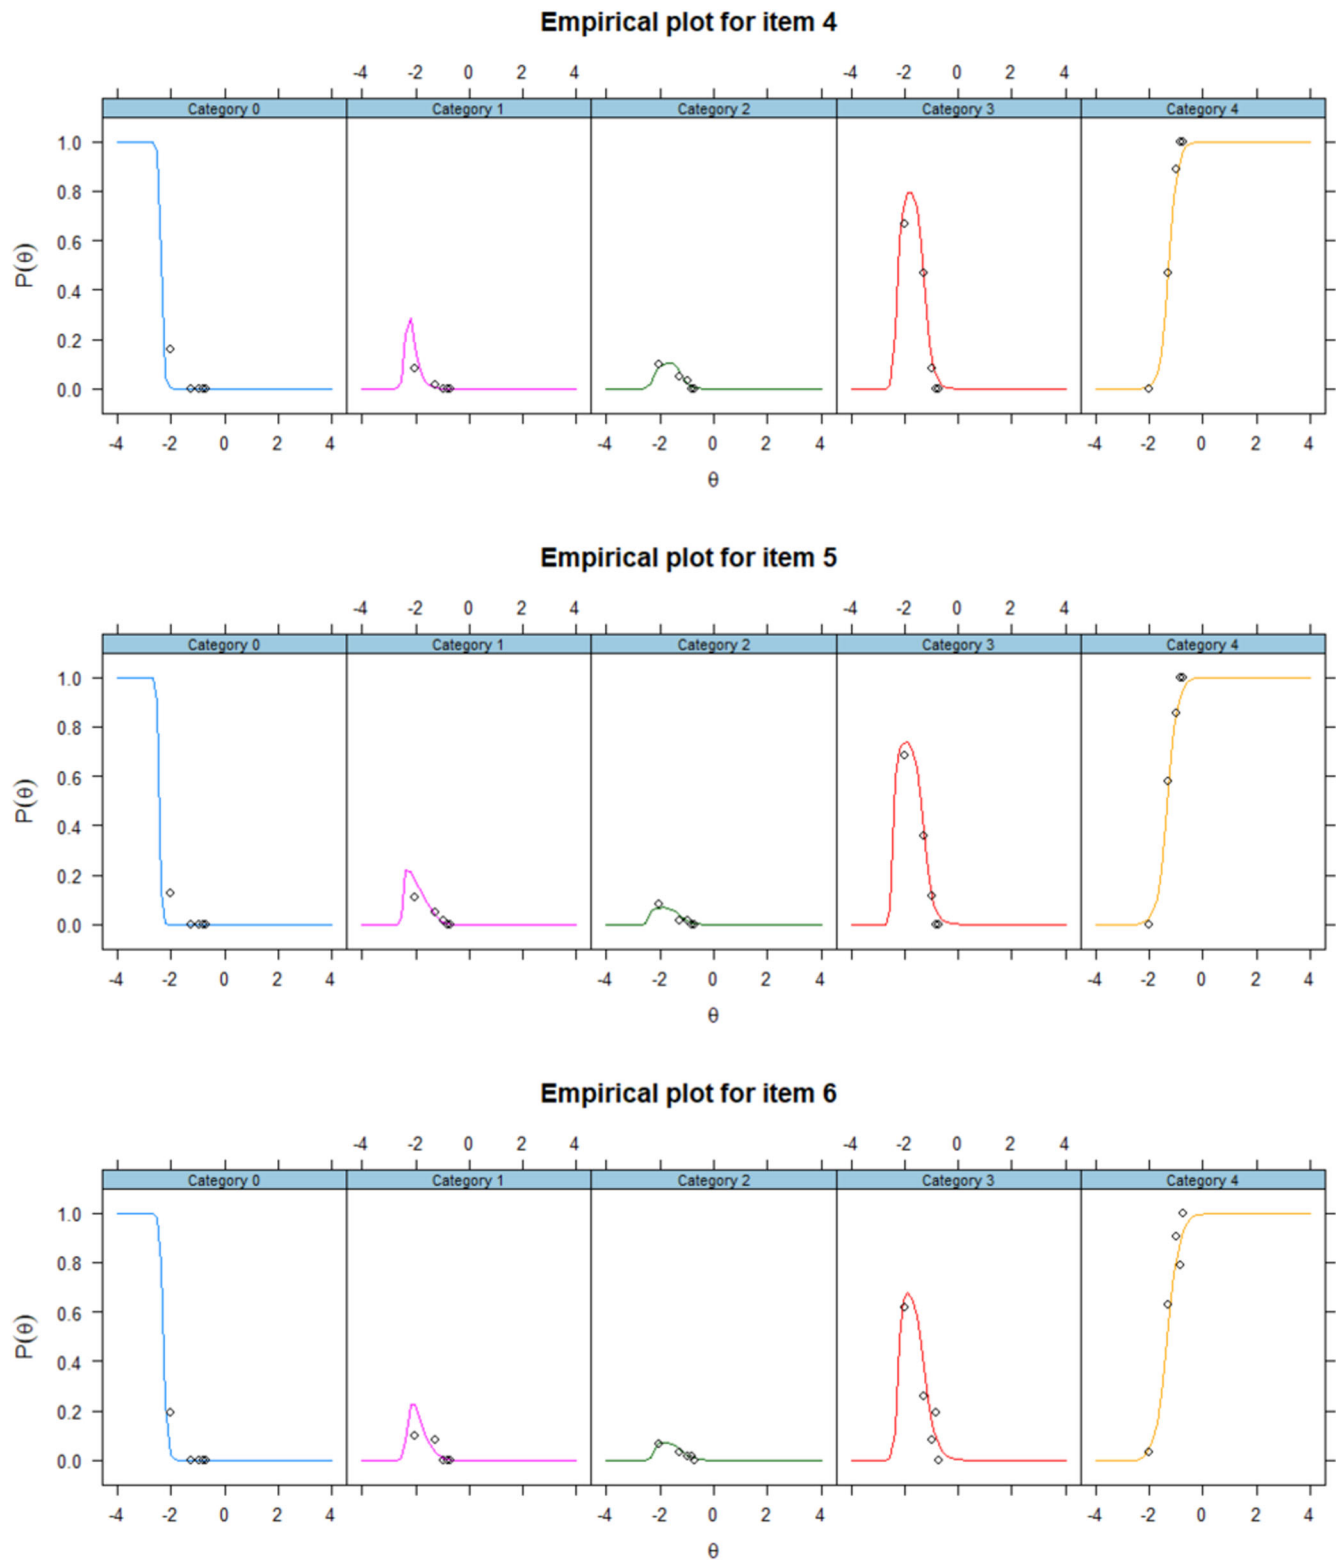 Empirical plot for item 4
-4 -2 0 2 4 -4 -2 0 2 4
Category 0 Category 1 Category 2 Category 3 Category 4
1.0
0.8
0.6
0.4
0.2
0.0
P(θ)
-4 -2 0 2 4 -4 -2 0 2 4 -4 -2 0 2 4
θ
Empirical plot for item 5
-4 -2 0 2 4 -4 -2 0 2 4
Category 0 Category 1 Category 2 Category 3 Category 4
1.0
0.8
0.6
0.4
0.2
0.0
P(θ)
-4 -2 0 2 4 -4 -2 0 2 4 -4 -2 0 2 4
θ
Empirical plot for item 6
-4 -2 0 2 4 -4 -2 0 2 4
Category 0 Category 1 Category 2 Category 3 Category 4
1.0
0.8
0.6
0.4
0.2
0.0
P(θ)
-4 -2 0 2 4 -4 -2 0 2 4 -4 -2 0 2 4
θ